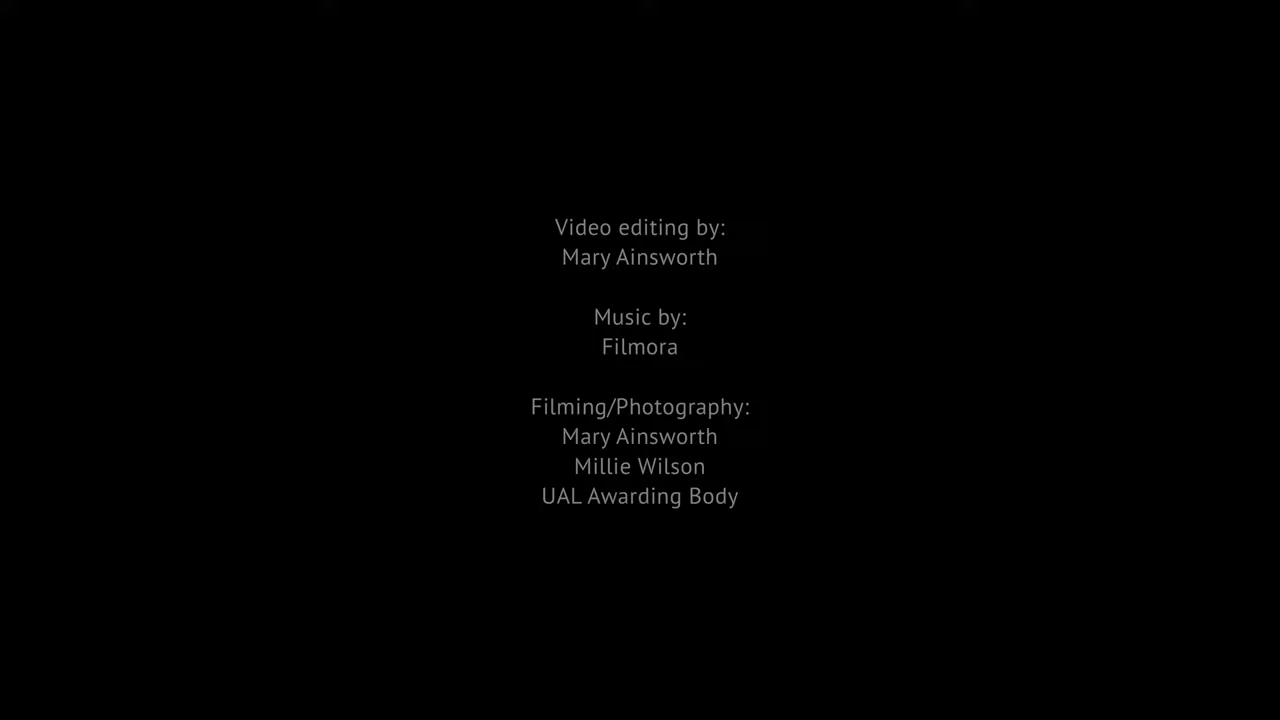 Video editing by:
Mary Ainsworth
Music by:
Filmora
Filming/Photography:
Mary Ainsworth
Millie Wilson
UAL Awarding Body